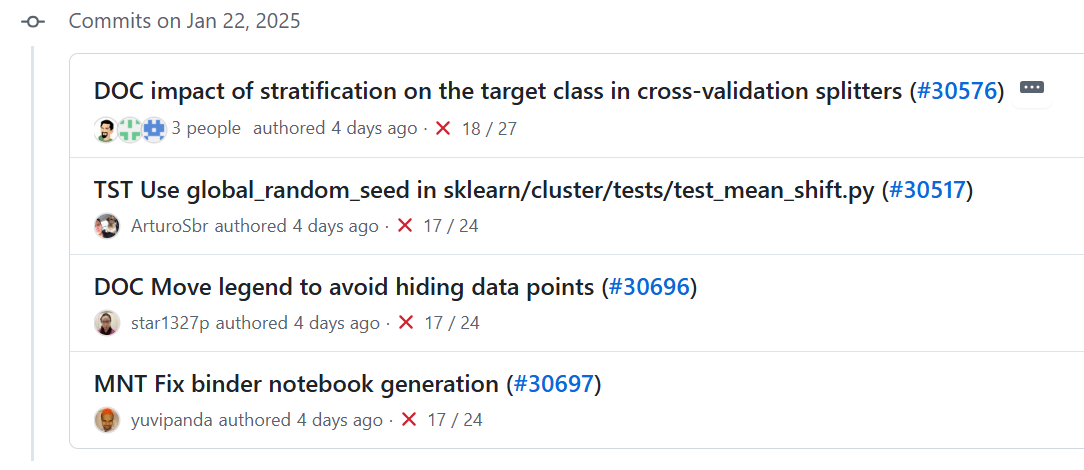 Commits on Jan 22, 2025
DOC impact of stratification on the target class in cross-validation splitters (#30576)
3 people authored 4 days ago · 18 / 27
TST Use global_random_seed in sklearn/cluster/tests/test_mean_shift.py (#30517)
ArturoSbr authored 4 days ago · 17 / 24
DOC Move legend to avoid hiding data points (#30696)
star1327p authored 4 days ago · 17 / 24
MNT Fix binder notebook generation (#30697)
yuvipanda authored 4 days ago · 17 / 24